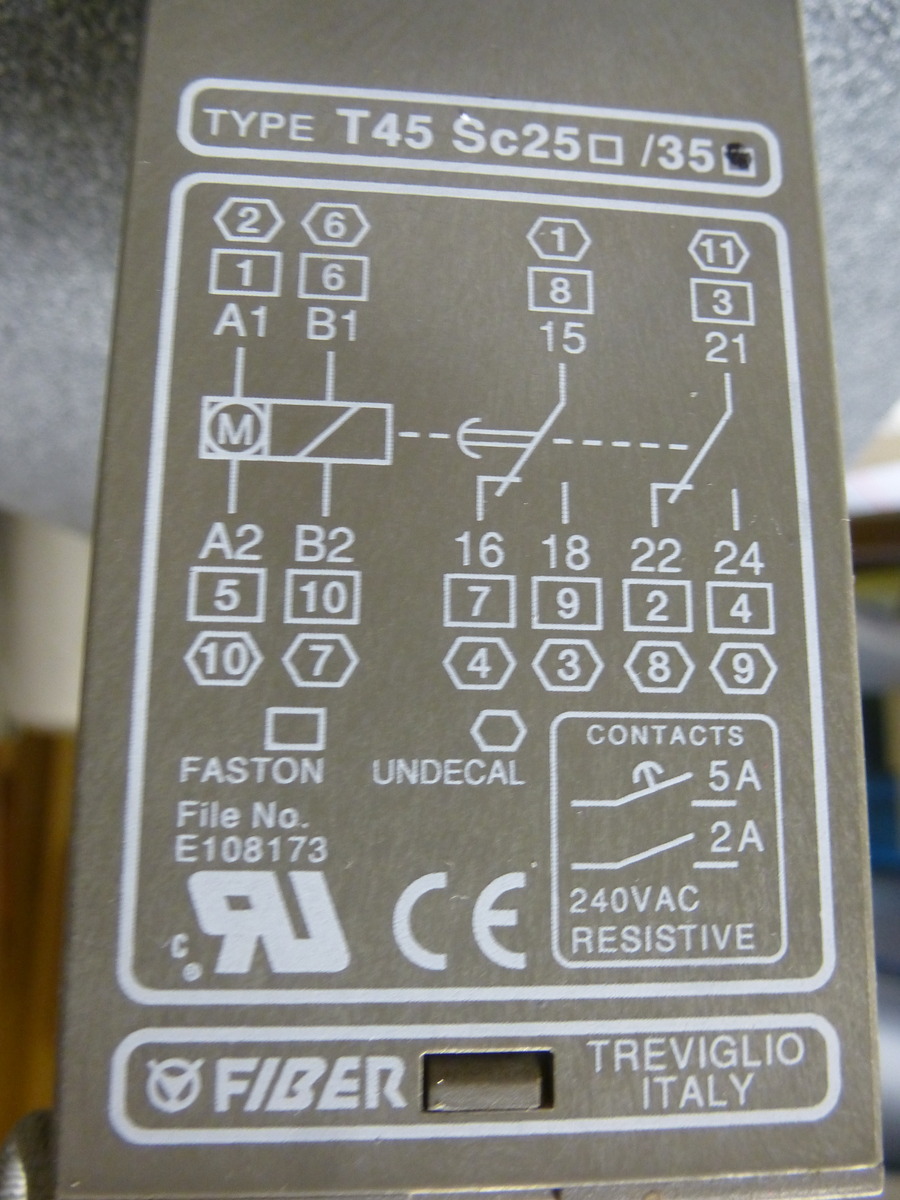 TYPE T45 Sc25 /35
2 6 1 11
1 6 8 3
A1 B1 15 21
M
A2 B2 16 18 22 24
5 10 7 9 2 4
10 7 4 3 8 9
FASTON UNDECAL
File No.
E108173
CONTACTS
5A
2A
240VAC
RESISTIVE
c RU CE
FIBER
TREVIGLIO
ITALY